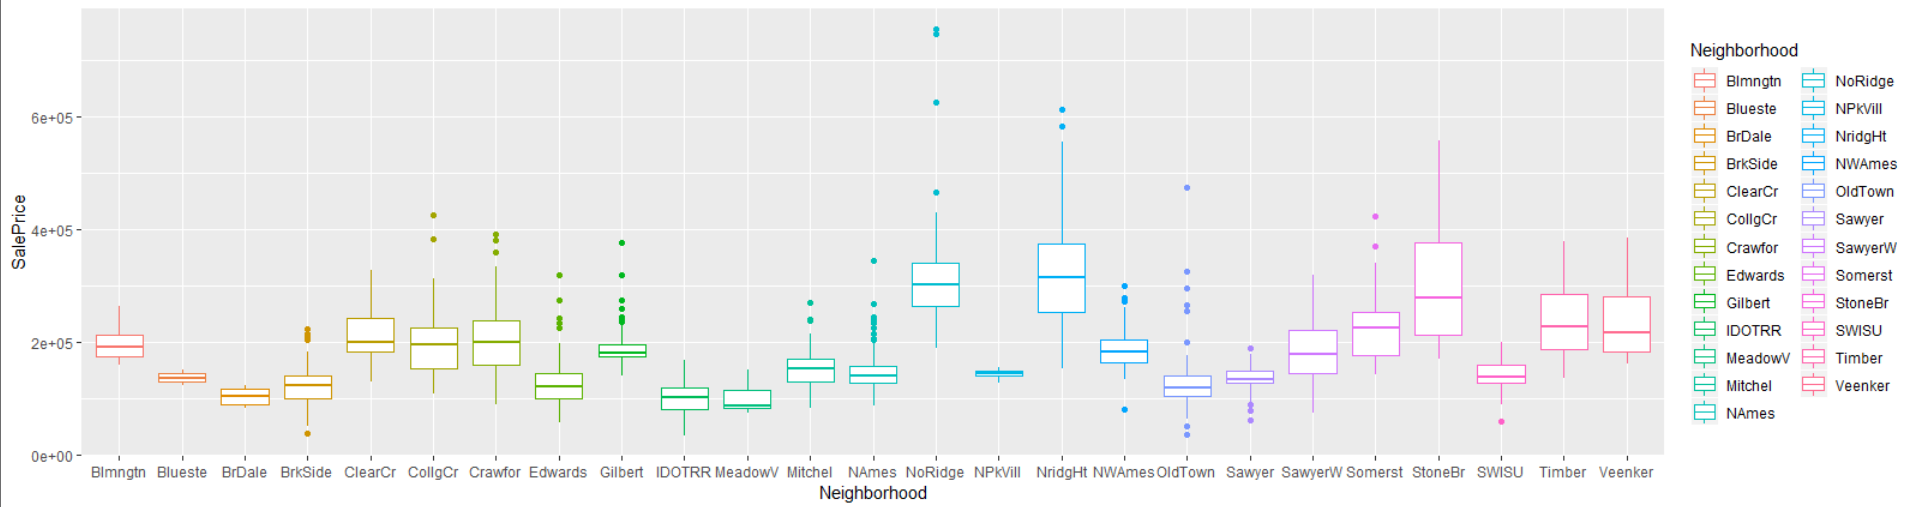 SalePrice
6e+05
4e+05
2e+05
0e+00
Blmngtn Blueste BrDale BrkSide ClearCr CollgCr Crawfor Edwards Gilbert IDOTRR MeadowV Mitchel NAmes NoRidge NPkVill NridgHt NWAmes OldTown Sawyer SawyerW Somerst StoneBr SWISU Timber Veenker
Neighborhood
Neighborhood
Blmngtn
Blueste
BrDale
BrkSide
ClearCr
CollgCr
Crawfor
Edwards
Gilbert
IDOTRR
MeadowV
Mitchel
NAmes
NoRidge
NPkVill
NridgHt
NWAmes
OldTown
Sawyer
SawyerW
Somerst
StoneBr
SWISU
Timber
Veenker